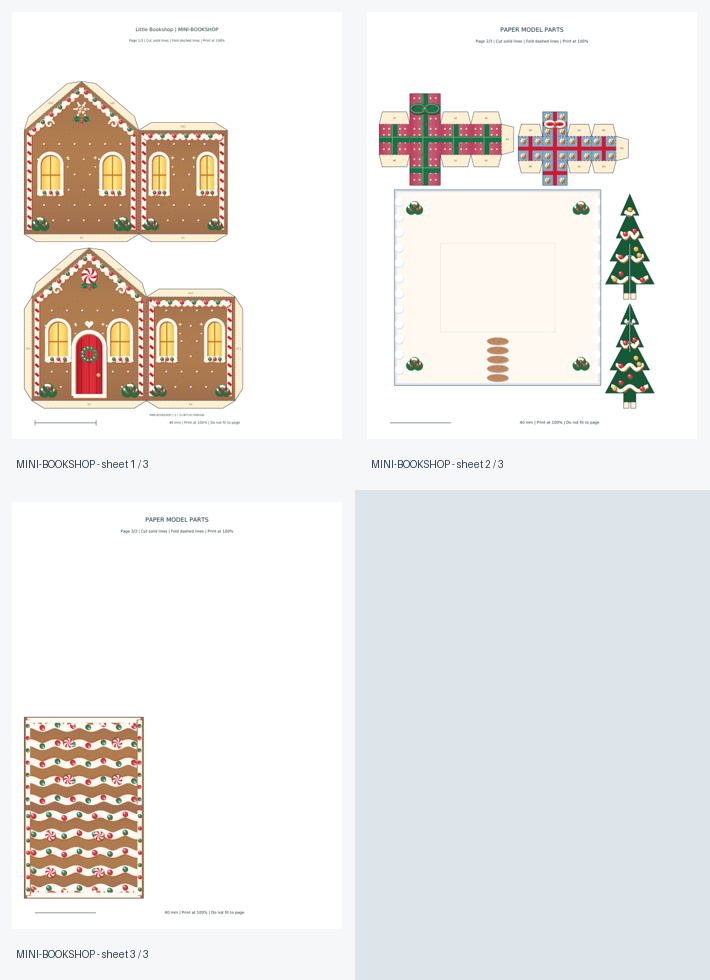 Little Bookshop | MINI-BOOKSHOP
Page 1/3 | Cut solid lines | Fold dashed lines | Print at 100%
40 mm | Print at 100% | Do not fit to page
MINI-BOOKSHOP - sheet 1 / 3
PAPER MODEL PARTS
Page 2/3 | Cut solid lines | Fold dashed lines | Print at 100%
40 mm | Print at 100% | Do not fit to page
MINI-BOOKSHOP - sheet 2 / 3
PAPER MODEL PARTS
Page 3/3 | Cut solid lines | Fold dashed lines | Print at 100%
40 mm | Print at 100% | Do not fit to page
MINI-BOOKSHOP - sheet 3 / 3